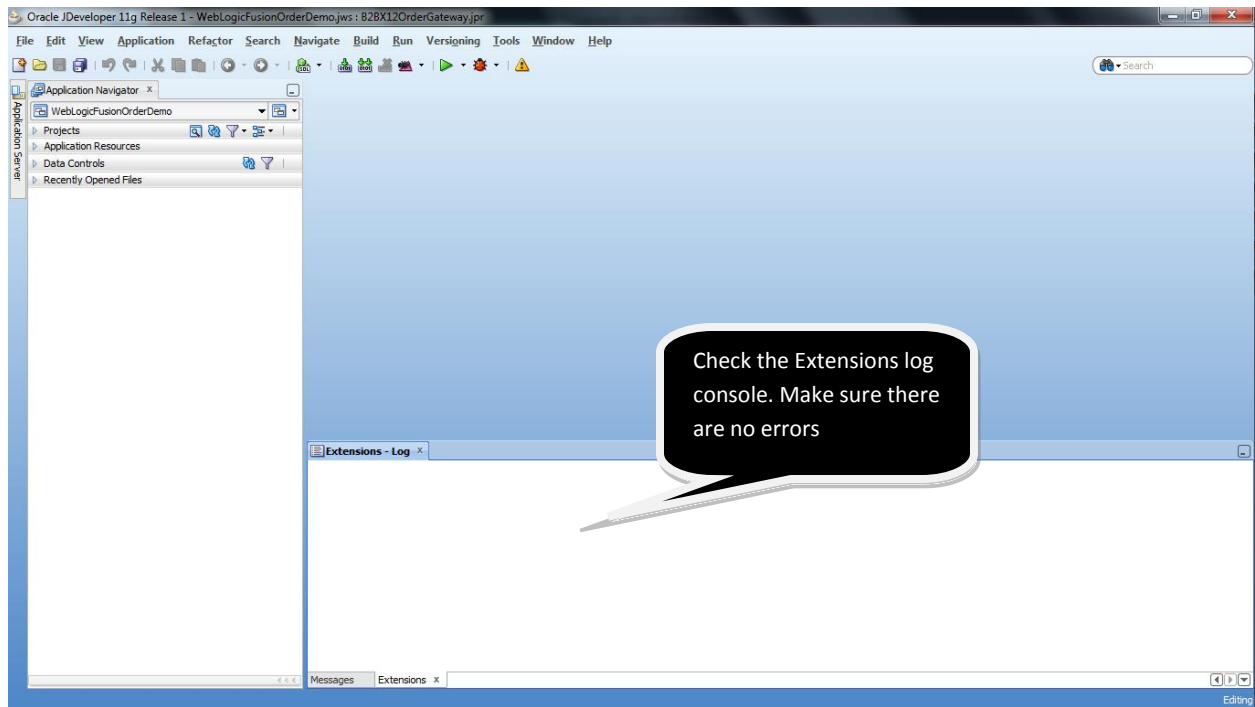 Oracle JDeveloper 11g Release 1 - WebLogicFusionOrderDemo.jws : B2BX12OrderGateway.jpr
File Edit View Application Refactor Search Navigate Build Run Versioning Tools Window Help
Search
Application Navigator x
Application Server
WebLogicFusionOrderDemo
Projects
Application Resources
Data Controls
Recently Opened Files
Check the Extensions log
console. Make sure there
are no errors
Extensions - Log x
Messages Extensions x
Editing